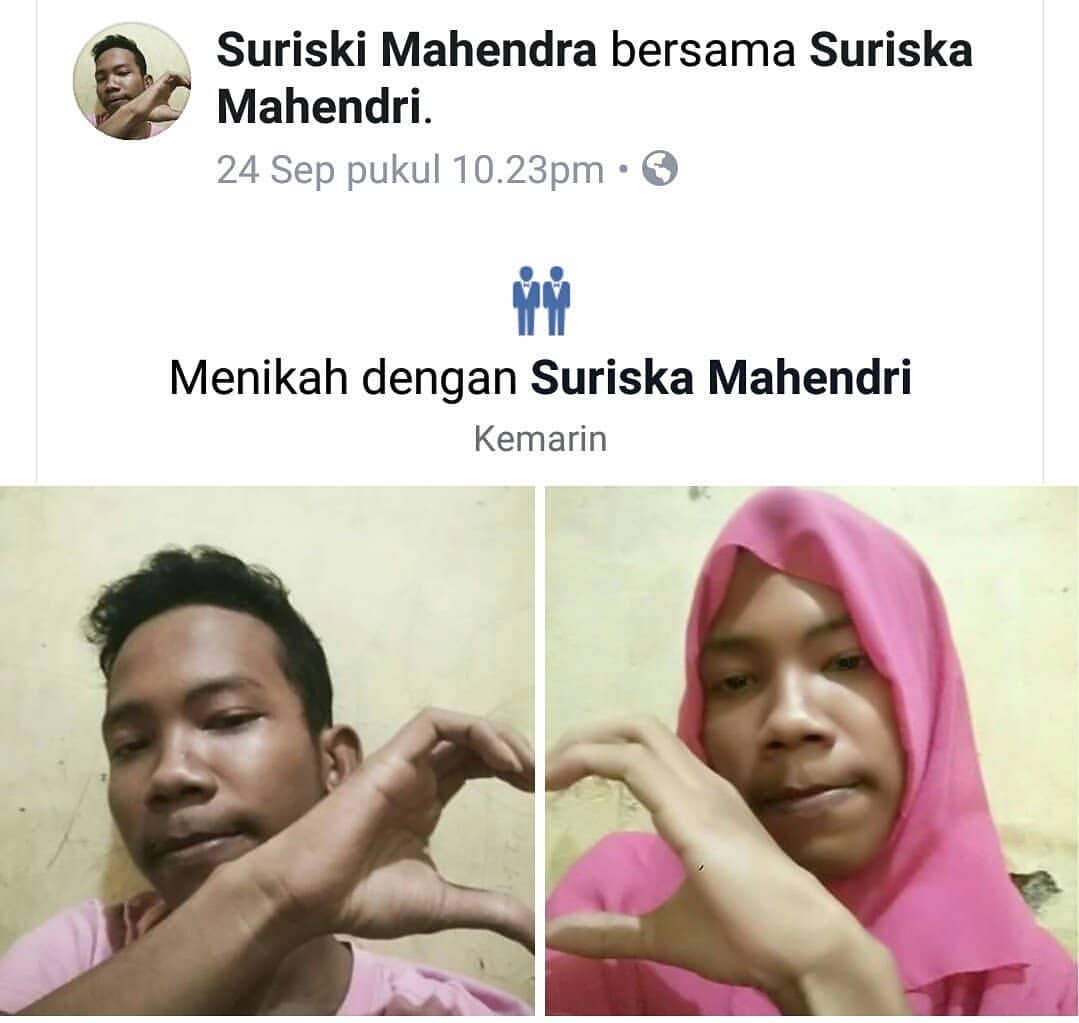 Suriski Mahendra bersama Suriska
Mahendri.
24 Sep pukul 10.23pm •
Menikah dengan Suriska Mahendri
Kemarin